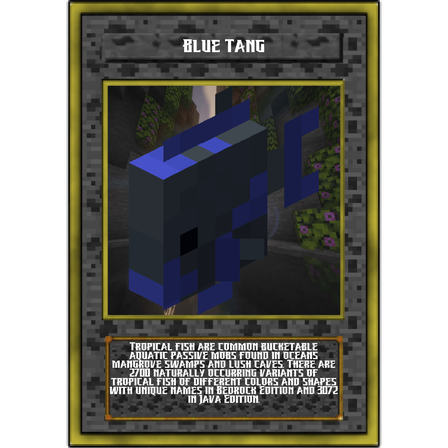 BLUE TANG
TROPICAL FISH ARE COMMON BUCKETABLE
AQUATIC PASSIVE MOBS FOUND IN OCEANS
MANGROVE SWAMPS AND LUSH CAVES. THERE ARE
2700 NATURALLY OCCURRING VARIANTS OF
TROPICAL FISH OF DIFFERENT COLORS AND SHAPES
WITH UNIQUE NAMES IN BEDROCK EDITION AND 3072
IN JAVA EDITION.